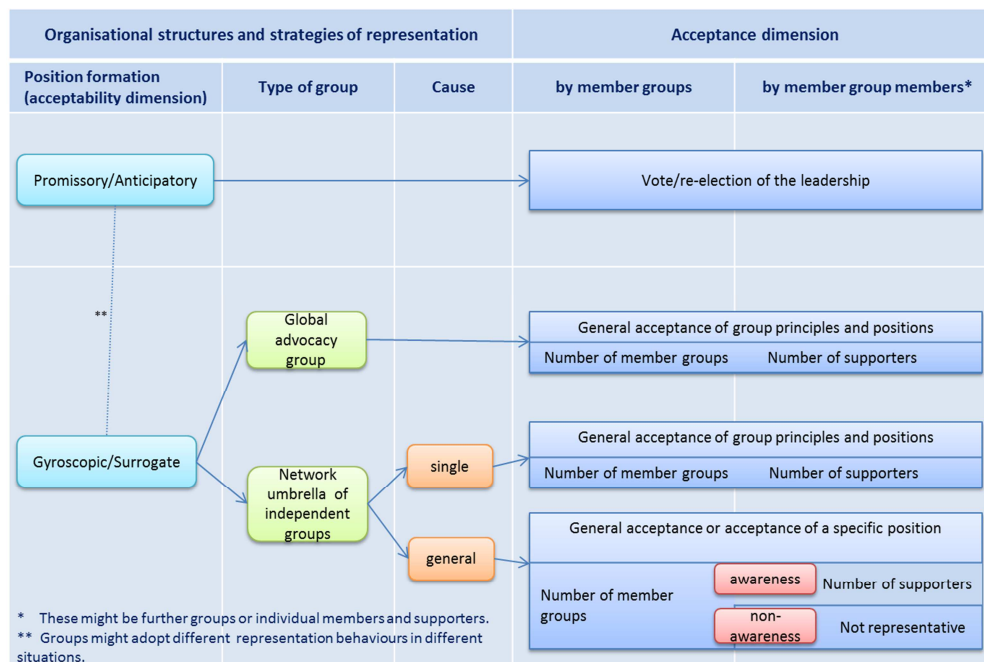 Organisational structures and strategies of representation
Acceptance dimension
Position formation
(acceptability dimension)
Type of group
Cause
by member groups
by member group members*
Promissory/Anticipatory
Vote/re-election of the leadership
**
Global
advocacy
group
General acceptance of group principles and positions
Number of member groups
Number of supporters
Gyroscopic/Surrogate
Network
umbrella of
independent
groups
single
General acceptance of group principles and positions
Number of member groups
Number of supporters
general
General acceptance or acceptance of a specific position
Number of member
groups
awareness
Number of supporters
non-
awareness
Not representative
* These might be further groups or individual members and supporters.
** Groups might adopt different representation behaviours in different
situations.